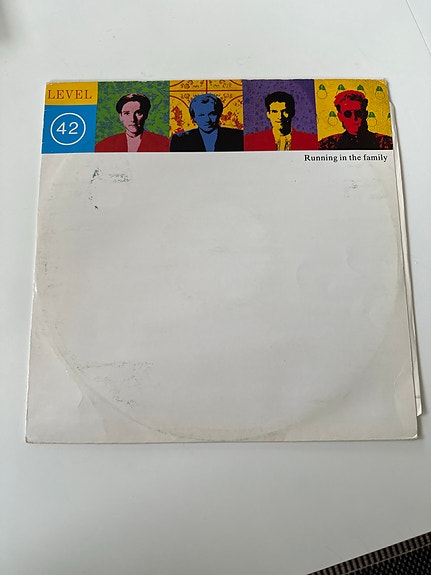 LEVEL
42
Running in the family